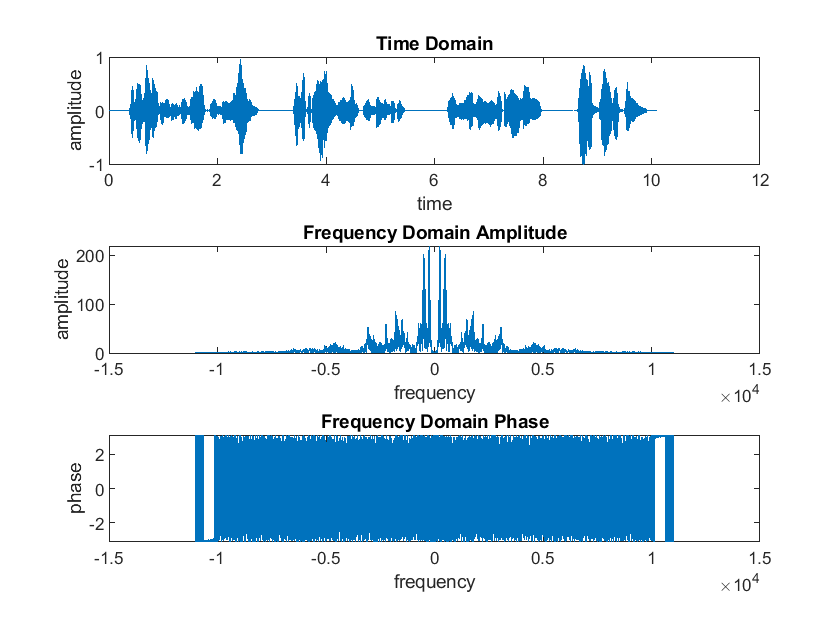 Time Domain
1
0
-1
amplitude
0 2 4 6 8 10 12
time
Frequency Domain Amplitude
200
100
0
amplitude
-1.5 -1 -0.5 0 0.5 1 1.5
frequency
×10^4
Frequency Domain Phase
2
0
-2
phase
-1.5 -1 -0.5 0 0.5 1 1.5
frequency
×10^4